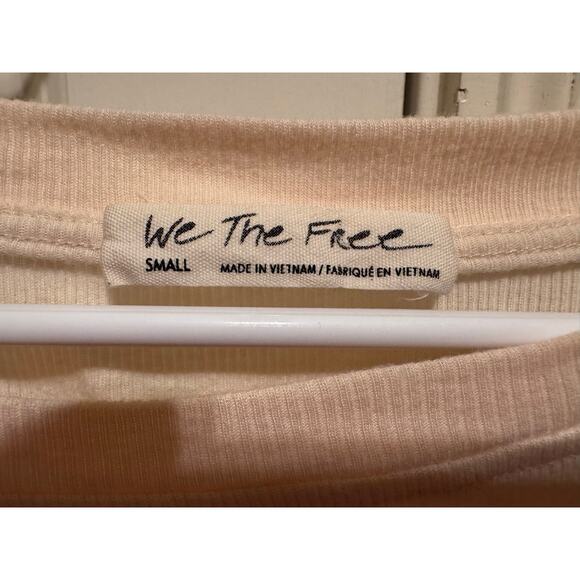 We The Free
SMALL MADE IN VIETNAM / FABRIQUÉ EN VIETNAM